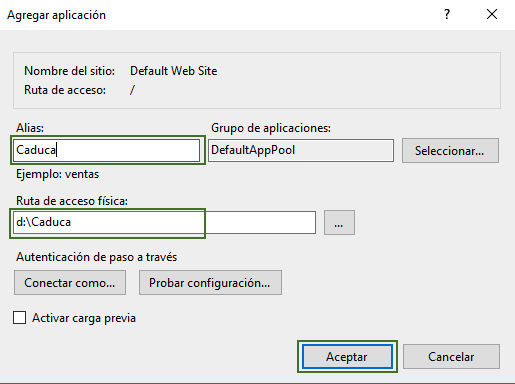 Agregar aplicación
Nombre del sitio: Default Web Site
Ruta de acceso: /
Alias: Grupo de aplicaciones:
Caduca DefaultAppPool Seleccionar...
Ejemplo: ventas
Ruta de acceso física:
d:\Caduca ...
Autenticación de paso a través
Conectar como... Probar configuración...
Activar carga previa
Aceptar Cancelar